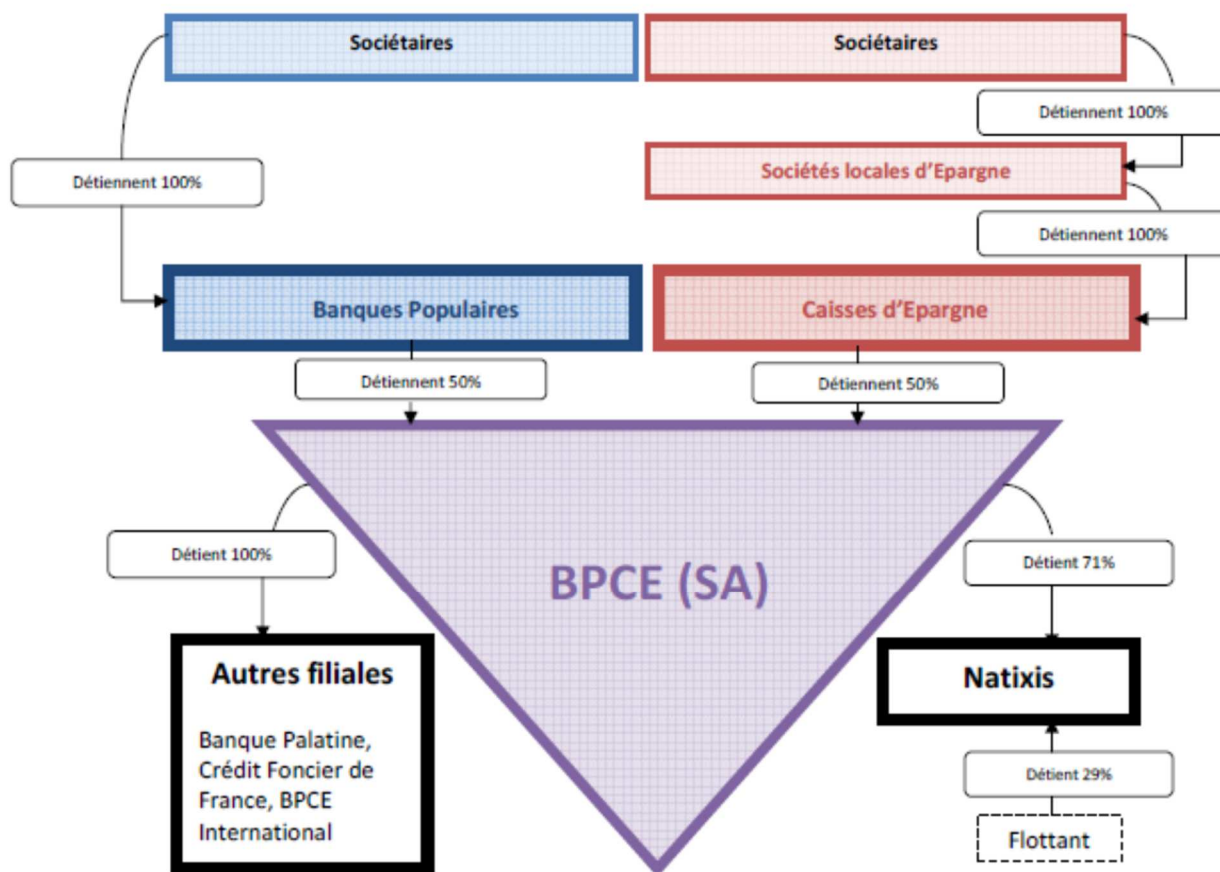 Sociétaires
Sociétaires
Détiennent 100%
Sociétés locales d'Epargne
Détiennent 100%
Détiennent 100%
Banques Populaires
Caisses d'Epargne
Détiennent 50%
Détiennent 50%
Détient 100%
Détient 71%
BPCE (SA)
Autres filiales
Banque Palatine,
Crédit Foncier de
France, BPCE
International
Natixis
Détient 29%
Flottant